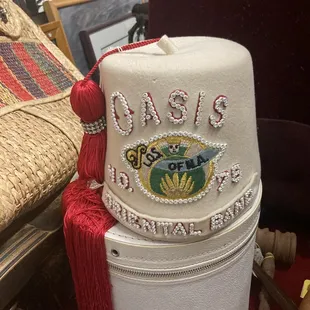 OASIS
OF N.A.
NO. 75
ORIENTAL BAND